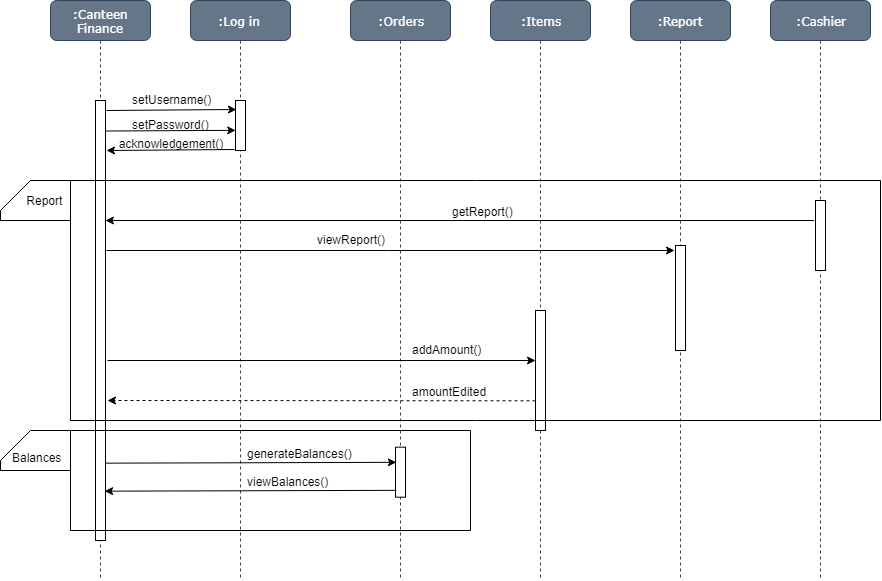 :Canteen
Finance
:Log in
:Orders
:Items
:Report
:Cashier
setUsername()
setPassword()
acknowledgement()
Report
getReport()
viewReport()
addAmount()
amountEdited
Balances
generateBalances()
viewBalances()